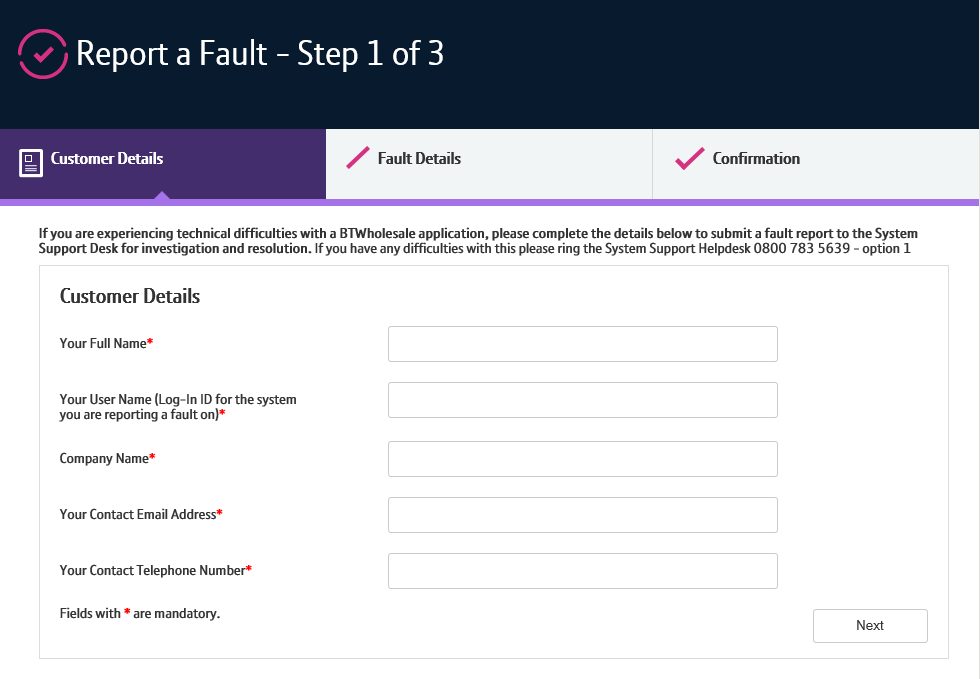 Report a Fault - Step 1 of 3
Customer Details
Fault Details
Confirmation
If you are experiencing technical difficulties with a BTWholesale application, please complete the details below to submit a fault report to the System
Support Desk for investigation and resolution. If you have any difficulties with this please ring the System Support Helpdesk 0800 783 5639 - option 1
Customer Details
Your Full Name*
Your User Name (Log-In ID for the system
you are reporting a fault on)*
Company Name*
Your Contact Email Address*
Your Contact Telephone Number*
Fields with * are mandatory.
Next